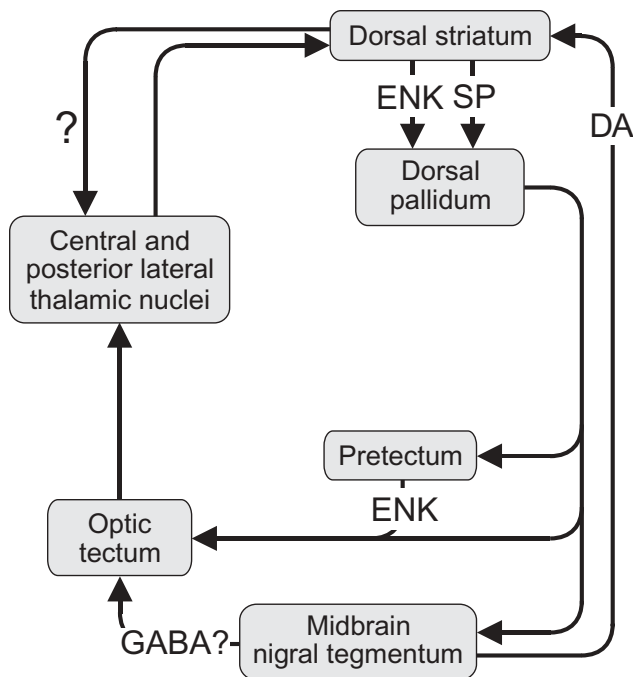 Dorsal striatum
ENK SP
DA
?
Dorsal
pallidum
Central and
posterior lateral
thalamic nuclei
Pretectum
ENK
Optic
tectum
GABA?
Midbrain
nigral tegmentum